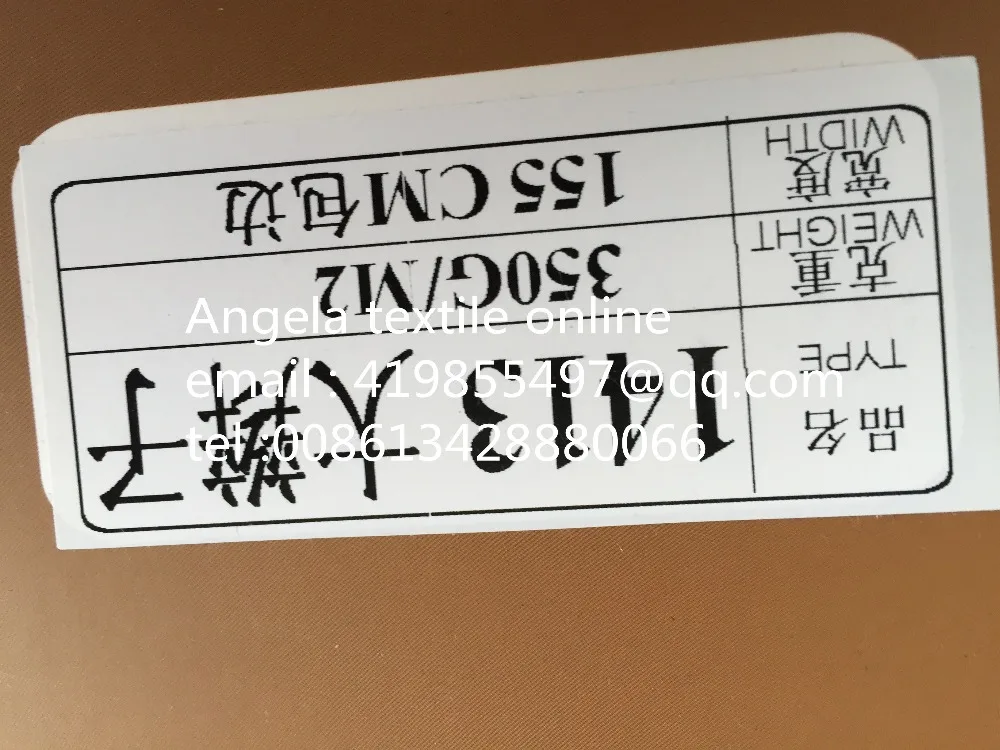 品名 1413 大 子
TYPE
克重 350G/M2
WEIGHT
宽度 155 CM包边
WIDTH
Angela textile online
email : 419855497@qq.com
tel :008613428880066